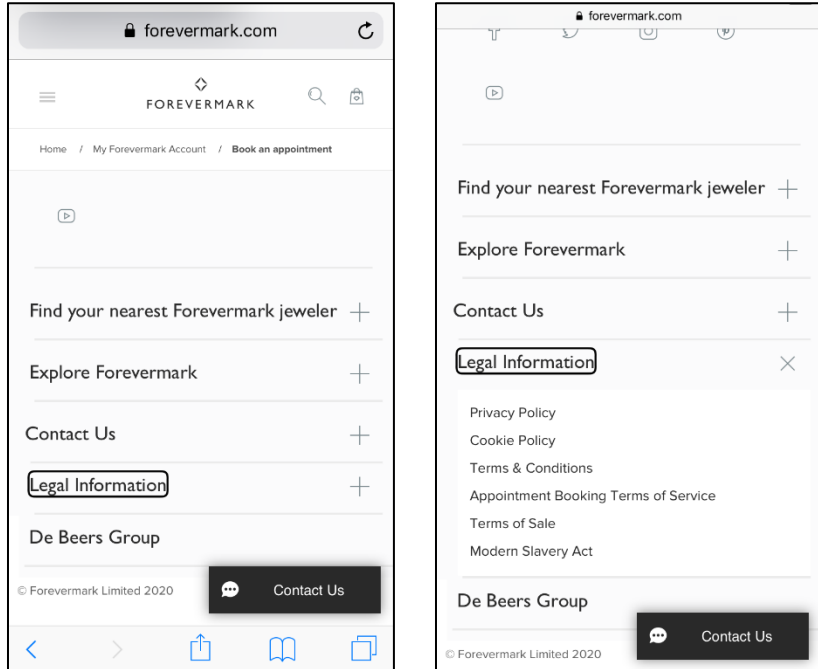 forevermark.com
FOREVERMARK
Home / My Forevermark Account / Book an appointment
Find your nearest Forevermark jeweler
Explore Forevermark
Contact Us
Legal Information
De Beers Group
© Forevermark Limited 2020
Contact Us
forevermark.com
Find your nearest Forevermark jeweler
Explore Forevermark
Contact Us
Legal Information
Privacy Policy
Cookie Policy
Terms & Conditions
Appointment Booking Terms of Service
Terms of Sale
Modern Slavery Act
De Beers Group
© Forevermark Limited 2020
Contact Us